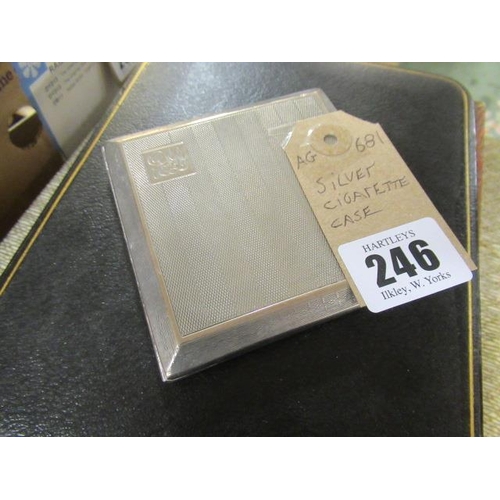 AG 681
SILVER
CIGARETTE
CASE
HARTLEYS
246
Ilkley, W. Yorks